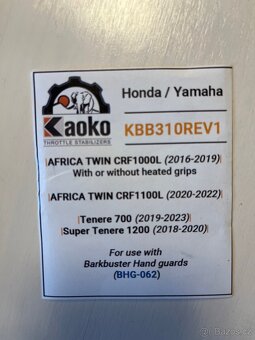 Kaoko
THROTTLE STABILIZERS
Honda / Yamaha
KBB310REV1
AFRICA TWIN CRF1000L (2016-2019)
With or without heated grips
AFRICA TWIN CRF1100L (2020-2022)
Tenere 700 (2019-2023)
Super Tenere 1200 (2018-2020)
For use with
Barkbuster Hand guards
(BHG-062)